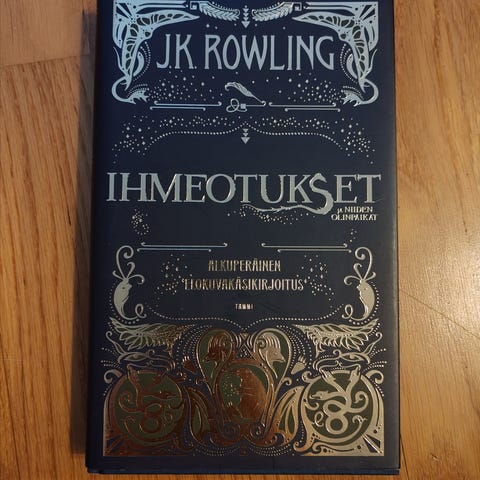 J.K. ROWLING
IHMEOTUKSET
JA NIIDEN
OLINPAIKAT
ALKUPERÄINEN
"ELOKUVAKÄSIKIRJOITUS"
TAMMI